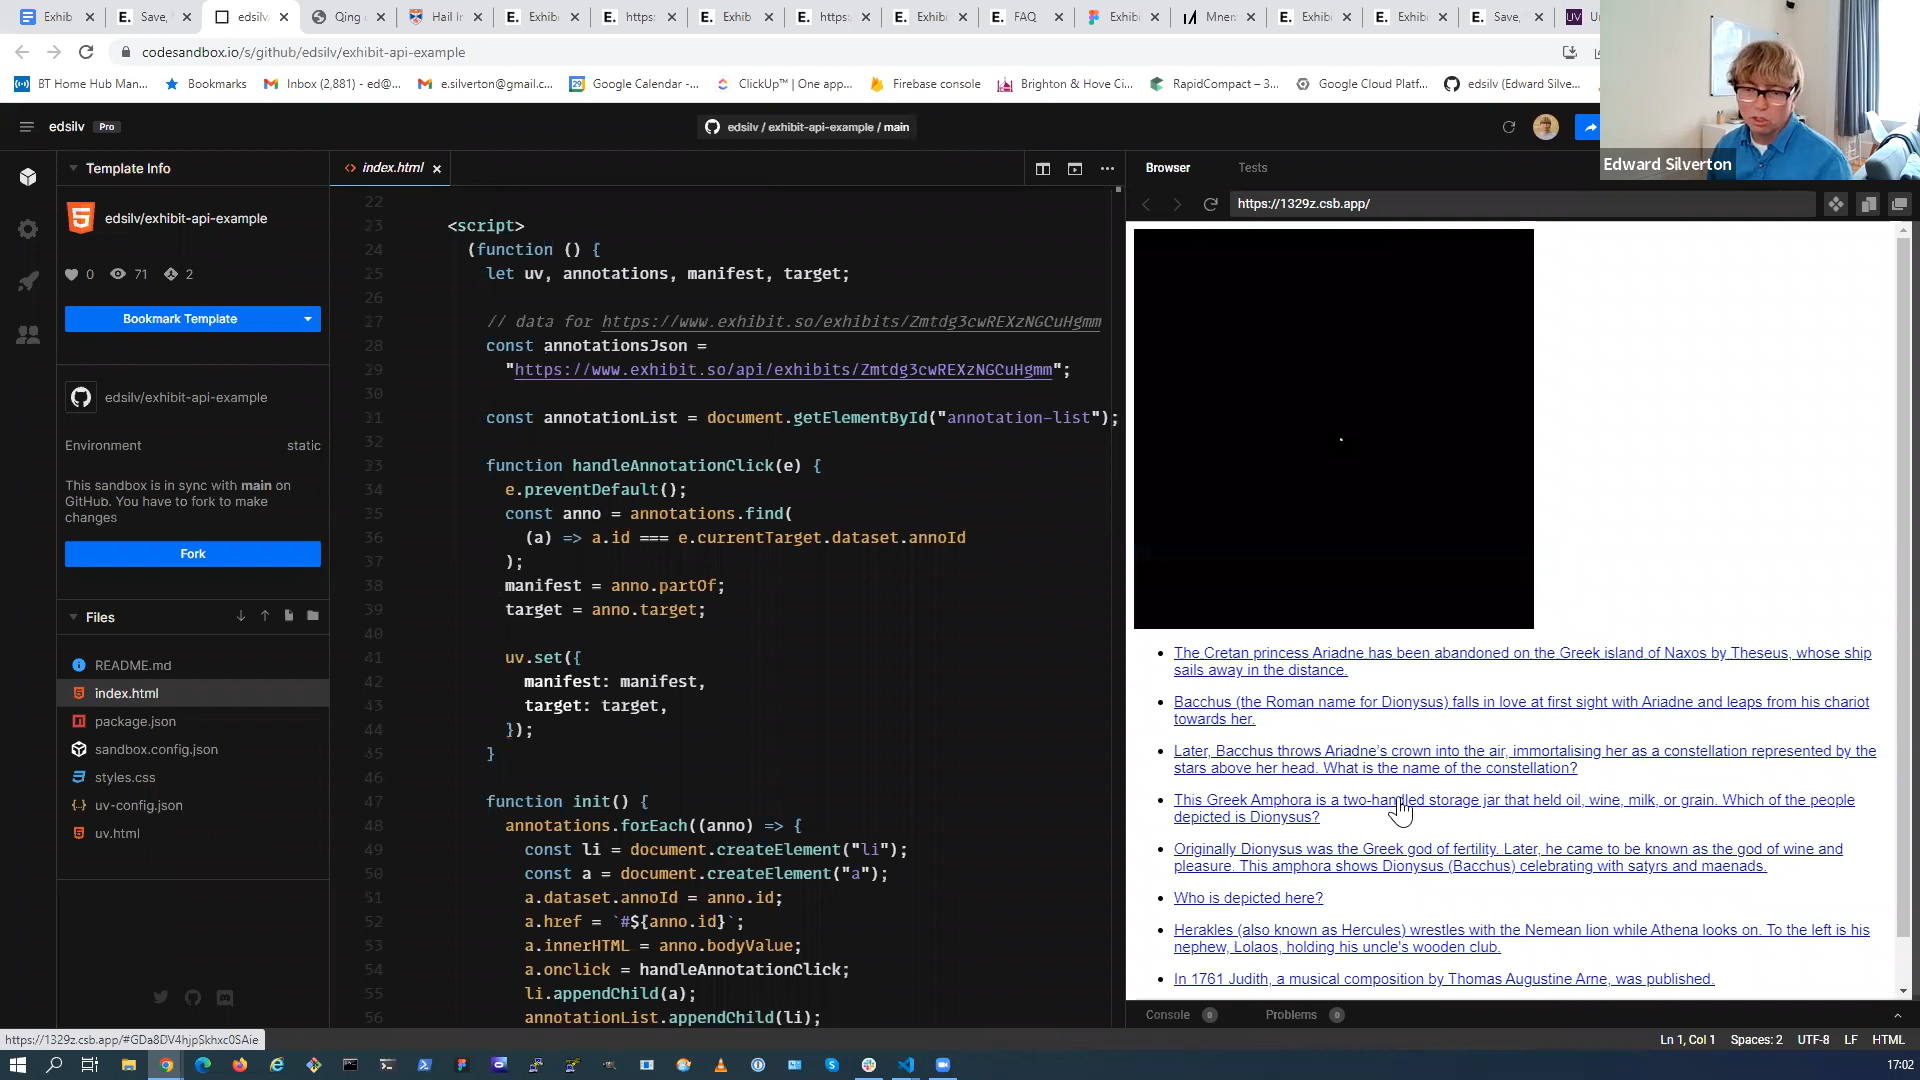 Exhib
Save,
edsilv
Qing
Hail In
Exhib
https:
Exhib
https:
Exhibi
FAQ
Exhibi
Mner
Exhibi
Exhibi
Save,
codesandbox.io/s/github/edsilv/exhibit-api-example
BT Home Hub Man...
Bookmarks
Inbox (2,881) - ed@...
e.silverton@gmail.c...
Google Calendar -...
ClickUp™ | One app...
Firebase console
Brighton & Hove Ci...
RapidCompact – 3...
Google Cloud Platf...
edsilv (Edward Silve...
edsilv
Pro
edsilv / exhibit-api-example / main
Edward Silverton
Template Info
edsilv/exhibit-api-example
0
71
2
Bookmark Template
edsilv/exhibit-api-example
Environment
static
This sandbox is in sync with main on
GitHub. You have to fork to make
changes
Fork
Files
README.md
index.html
package.json
sandbox.config.json
styles.css
uv-config.json
uv.html
https://1329z.csb.app/#GDa8DV4hjpSkhxc0SAie
index.html
22
23 <script>
24 (function () {
25 let uv, annotations, manifest, target;
26
27 // data for https://www.exhibit.so/exhibits/Zmtdg3cwREXzNGCuHgmm
28 const annotationsJson =
29 "https://www.exhibit.so/api/exhibits/Zmtdg3cwREXzNGCuHgmm";
30
31 const annotationList = document.getElementById("annotation-list");
32
33 function handleAnnotationClick(e) {
34 e.preventDefault();
35 const anno = annotations.find(
36 (a) => a.id === e.currentTarget.dataset.annoId
37 );
38 manifest = anno.partOf;
39 target = anno.target;
40
41 uv.set({
42 manifest: manifest,
43 target: target,
44 });
45 }
46
47 function init() {
48 annotations.forEach((anno) => {
49 const li = document.createElement("li");
50 const a = document.createElement("a");
51 a.dataset.annoId = anno.id;
52 a.href = `#${anno.id}`;
53 a.innerHTML = anno.bodyValue;
54 a.onclick = handleAnnotationClick;
55 li.appendChild(a);
56 annotationList.appendChild(li);
Browser
Tests
https://1329z.csb.app/
The Cretan princess Ariadne has been abandoned on the Greek island of Naxos by Theseus, whose ship
sails away in the distance.
Bacchus (the Roman name for Dionysus) falls in love at first sight with Ariadne and leaps from his chariot
towards her.
Later, Bacchus throws Ariadne's crown into the air, immortalising her as a constellation represented by the
stars above her head. What is the name of the constellation?
This Greek Amphora is a two-handled storage jar that held oil, wine, milk, or grain. Which of the people
depicted is Dionysus?
Originally Dionysus was the Greek god of fertility. Later, he came to be known as the god of wine and
pleasure. This amphora shows Dionysus (Bacchus) celebrating with satyrs and maenads.
Who is depicted here?
Herakles (also known as Hercules) wrestles with the Nemean lion while Athena looks on. To the left is his
nephew, Lolaos, holding his uncle's wooden club.
In 1761 Judith, a musical composition by Thomas Augustine Arne, was published.
Console 0
Problems 0
Ln 1, Col 1
Spaces: 2
UTF-8
LF
HTML
17:02